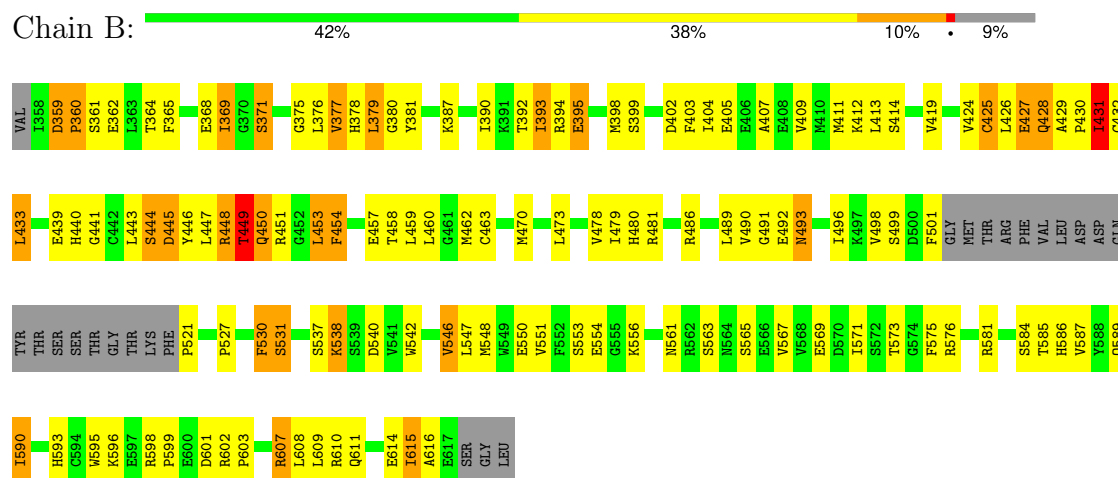 Chain B:
42% 38% 10% • 9%
VAL I358 D359 P360 S361 E362 L363 T364 F365 E368 I369 G370 S371 G375 L376 V377 H378 L379 G380 Y381 K387 I390 K391 T392 I393 R394 E395 M398 S399 D402 F403 I404 E405 E406 A407 E408 V409 M410 M411 K412 L413 S414 V419 V424 C425 L426 E427 Q428 A429 P430 I431 C432
L433 E439 H440 G441 C442 L443 S444 D445 Y446 L447 R448 T449 Q450 R451 G452 L453 F454 E457 T458 L459 L460 G461 M462 C463 M470 L473 V478 I479 H480 R481 R486 L489 V490 G491 E492 N493 I496 K497 V498 S499 D500 F501 GLY MET THR ARG PHE VAL LEU ASP ASP GLN
TYR THR SER SER THR GLY THR LYS PHE P521 P527 F530 S531 S537 K538 S539 D540 V541 W542 V546 L547 M548 W549 E550 V551 F552 S553 E554 G555 K556 N561 R562 S563 N564 S565 E566 V567 V568 E569 D570 I571 S572 T573 G574 F575 R576 R581 S584 T585 H586 V587 Y588 Q589
I590 H593 C594 W595 K596 E597 R598 P599 E600 D601 R602 P603 R607 L608 L609 R610 Q611 E614 I615 A616 E617 SER GLY LEU